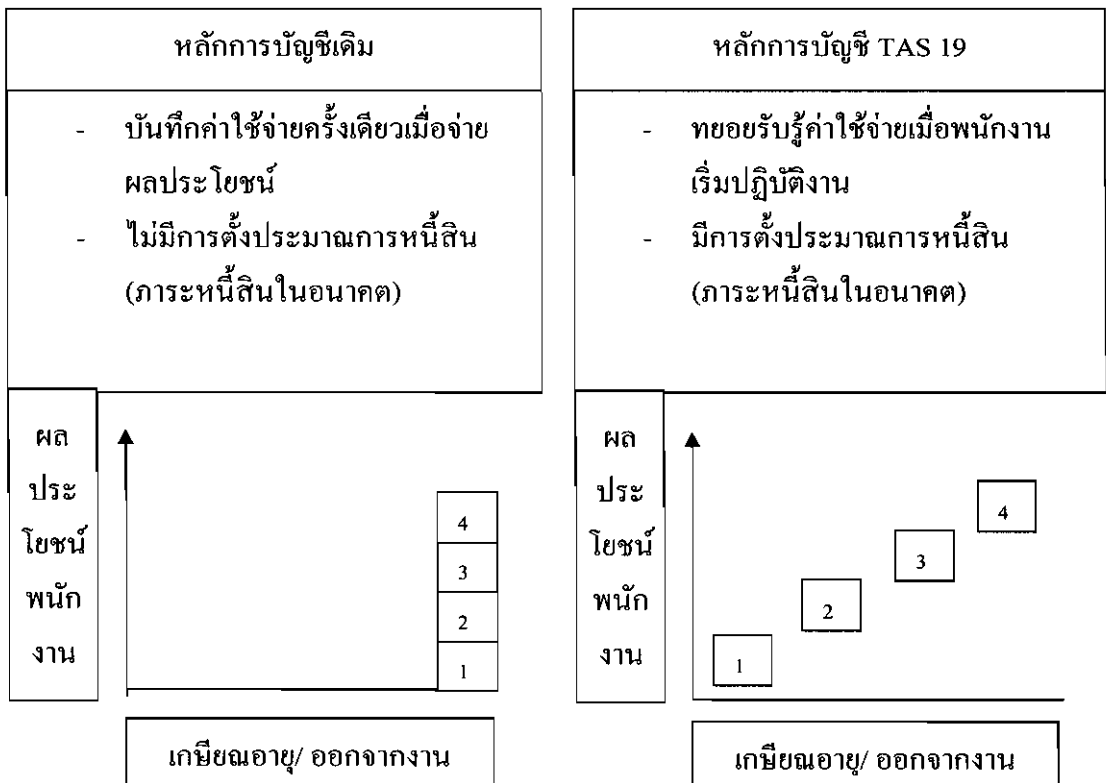 หลักการบัญชีเดิม
- บันทึกค่าใช้จ่ายครั้งเดียวเมื่อจ่าย
ผลประโยชน์
- ไม่มีการตั้งประมาณการหนี้สิน
(ภาระหนี้สินในอนาคต)
ผล
ประ
โยชน์
พนัก
งาน
4
3
2
1
เกษียณอายุ/ ออกจากงาน
หลักการบัญชี TAS 19
- ทยอยรับรู้ค่าใช้จ่ายเมื่อพนักงาน
เริ่มปฏิบัติงาน
- มีการตั้งประมาณการหนี้สิน
(ภาระหนี้สินในอนาคต)
ผล
ประ
โยชน์
พนัก
งาน
4
3
2
1
เกษียณอายุ/ ออกจากงาน